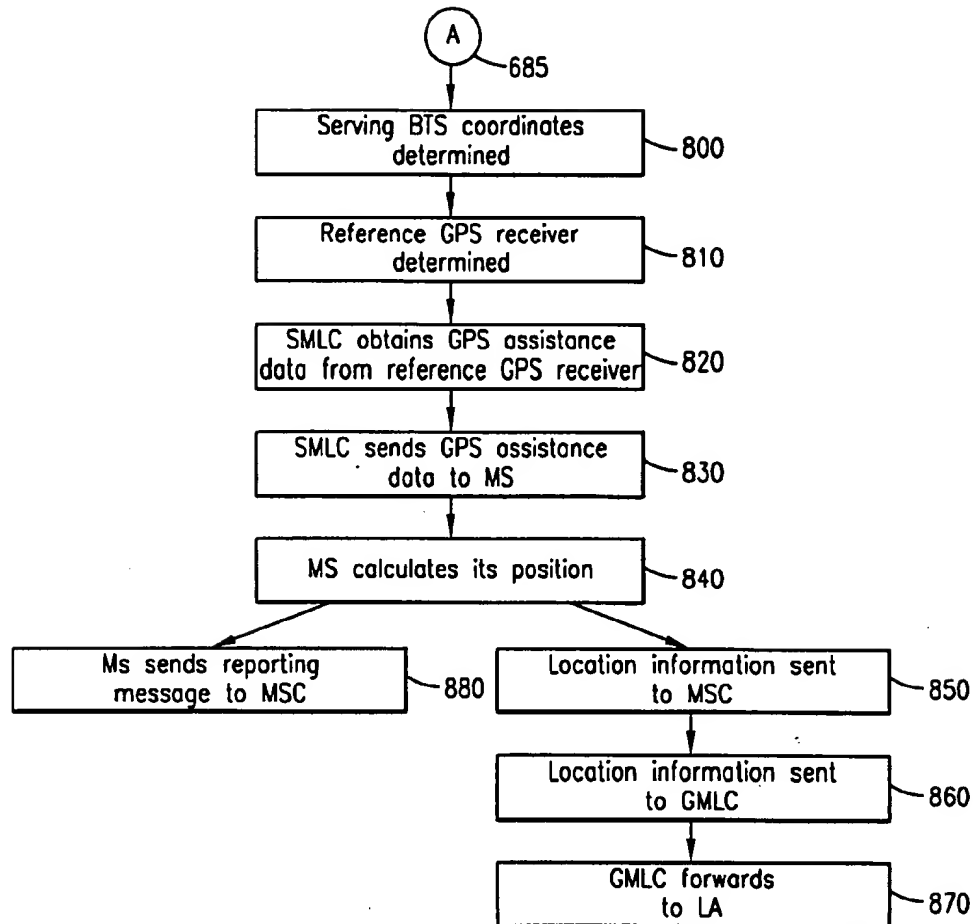 A
685
Serving BTS coordinates
determined
800
Reference GPS receiver
determined
810
SMLC obtains GPS assistance
data from reference GPS receiver
820
SMLC sends GPS assistance
data to MS
830
MS calculates its position
840
Ms sends reporting
message to MSC
880
Location information sent
to MSC
850
Location information sent
to GMLC
860
GMLC forwards
to LA
870